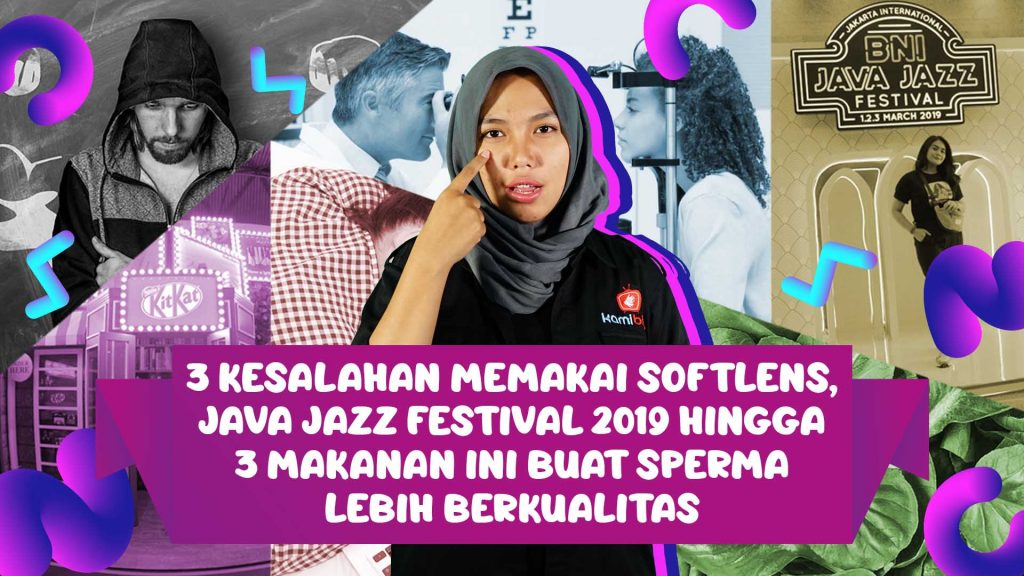 E
F P
JAKARTA INTERNATIONAL
BNI
JAVA JAZZ
FESTIVAL
1.2.3 MARCH 2019
KitKat
kamibi
3 KESALAHAN MEMAKAI SOFTLENS,
JAVA JAZZ FESTIVAL 2019 HINGGA
3 MAKANAN INI BUAT SPERMA
LEBIH BERKUALITAS